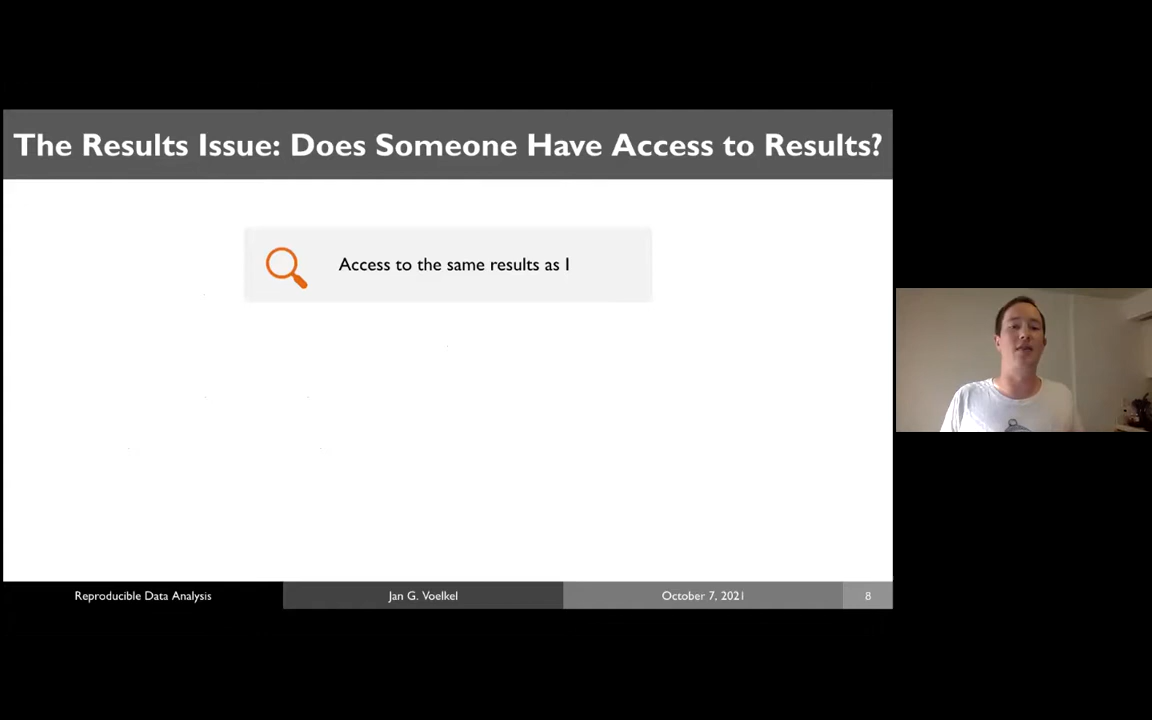 The Results Issue: Does Someone Have Access to Results?
Access to the same results as I
Reproducible Data Analysis
Jan G. Voelkel
October 7, 2021
8